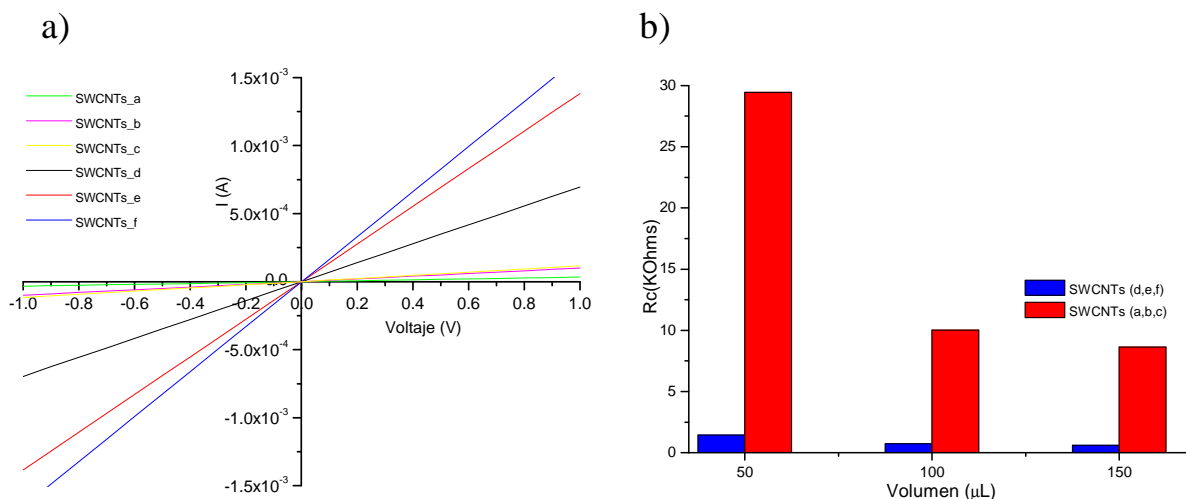 a)
b)
SWCNTs_a
SWCNTs_b
SWCNTs_c
SWCNTs_d
SWCNTs_e
SWCNTs_f
1.5x10⁻³
1.0x10⁻³
5.0x10⁻⁴
0.0
-5.0x10⁻⁴
-1.0x10⁻³
-1.5x10⁻³
I (A)
-1.0 -0.8 -0.6 -0.4 -0.2 0.0 0.2 0.4 0.6 0.8 1.0
Voltaje (V)
30
25
20
15
10
5
0
Rc(KOhms)
SWCNTs (d,e,f)
SWCNTs (a,b,c)
50 100 150
Volumen (μL)